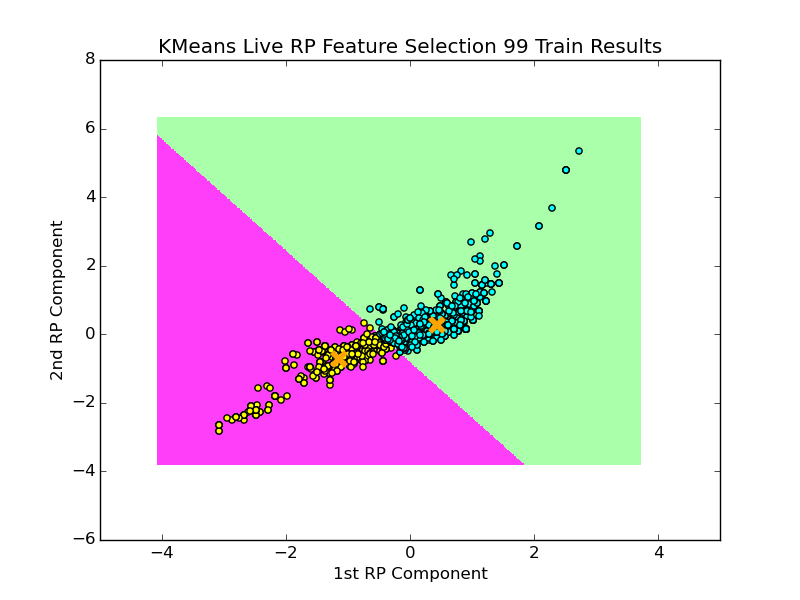 KMeans Live RP Feature Selection 99 Train Results
8
6
4
2
0
−2
−4
−6
2nd RP Component
−4 −2 0 2 4
1st RP Component